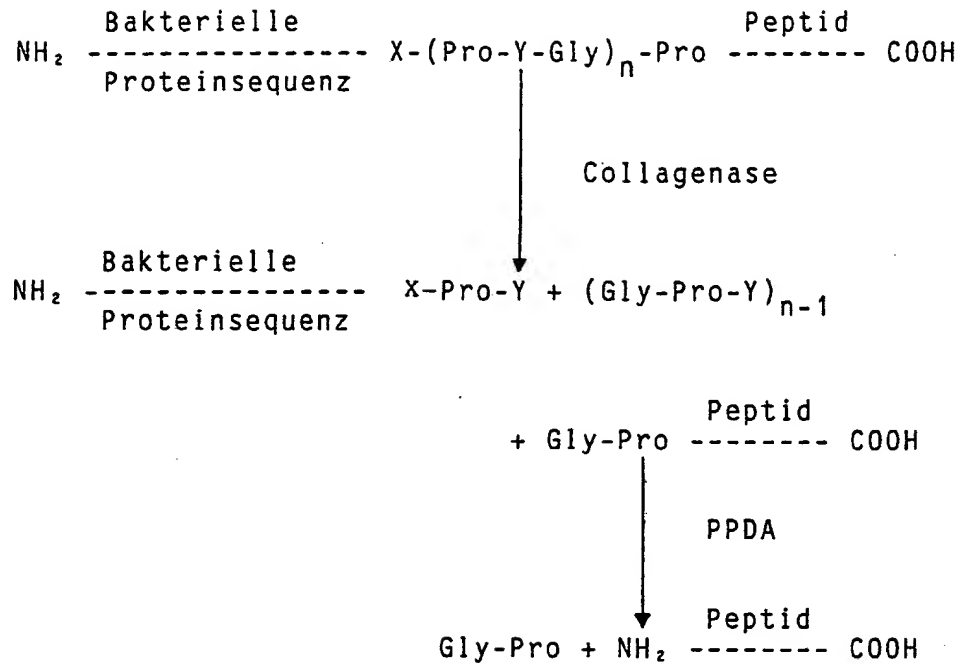 Bakterielle Peptid
NH₂ --------------- X-(Pro-Y-Gly)n-Pro -------- COOH
Proteinsequenz
Collagenase
Bakterielle
NH₂ --------------- X-Pro-Y + (Gly-Pro-Y)n-1
Proteinsequenz
Peptid
+ Gly-Pro -------- COOH
PPDA
Peptid
Gly-Pro + NH₂ -------- COOH